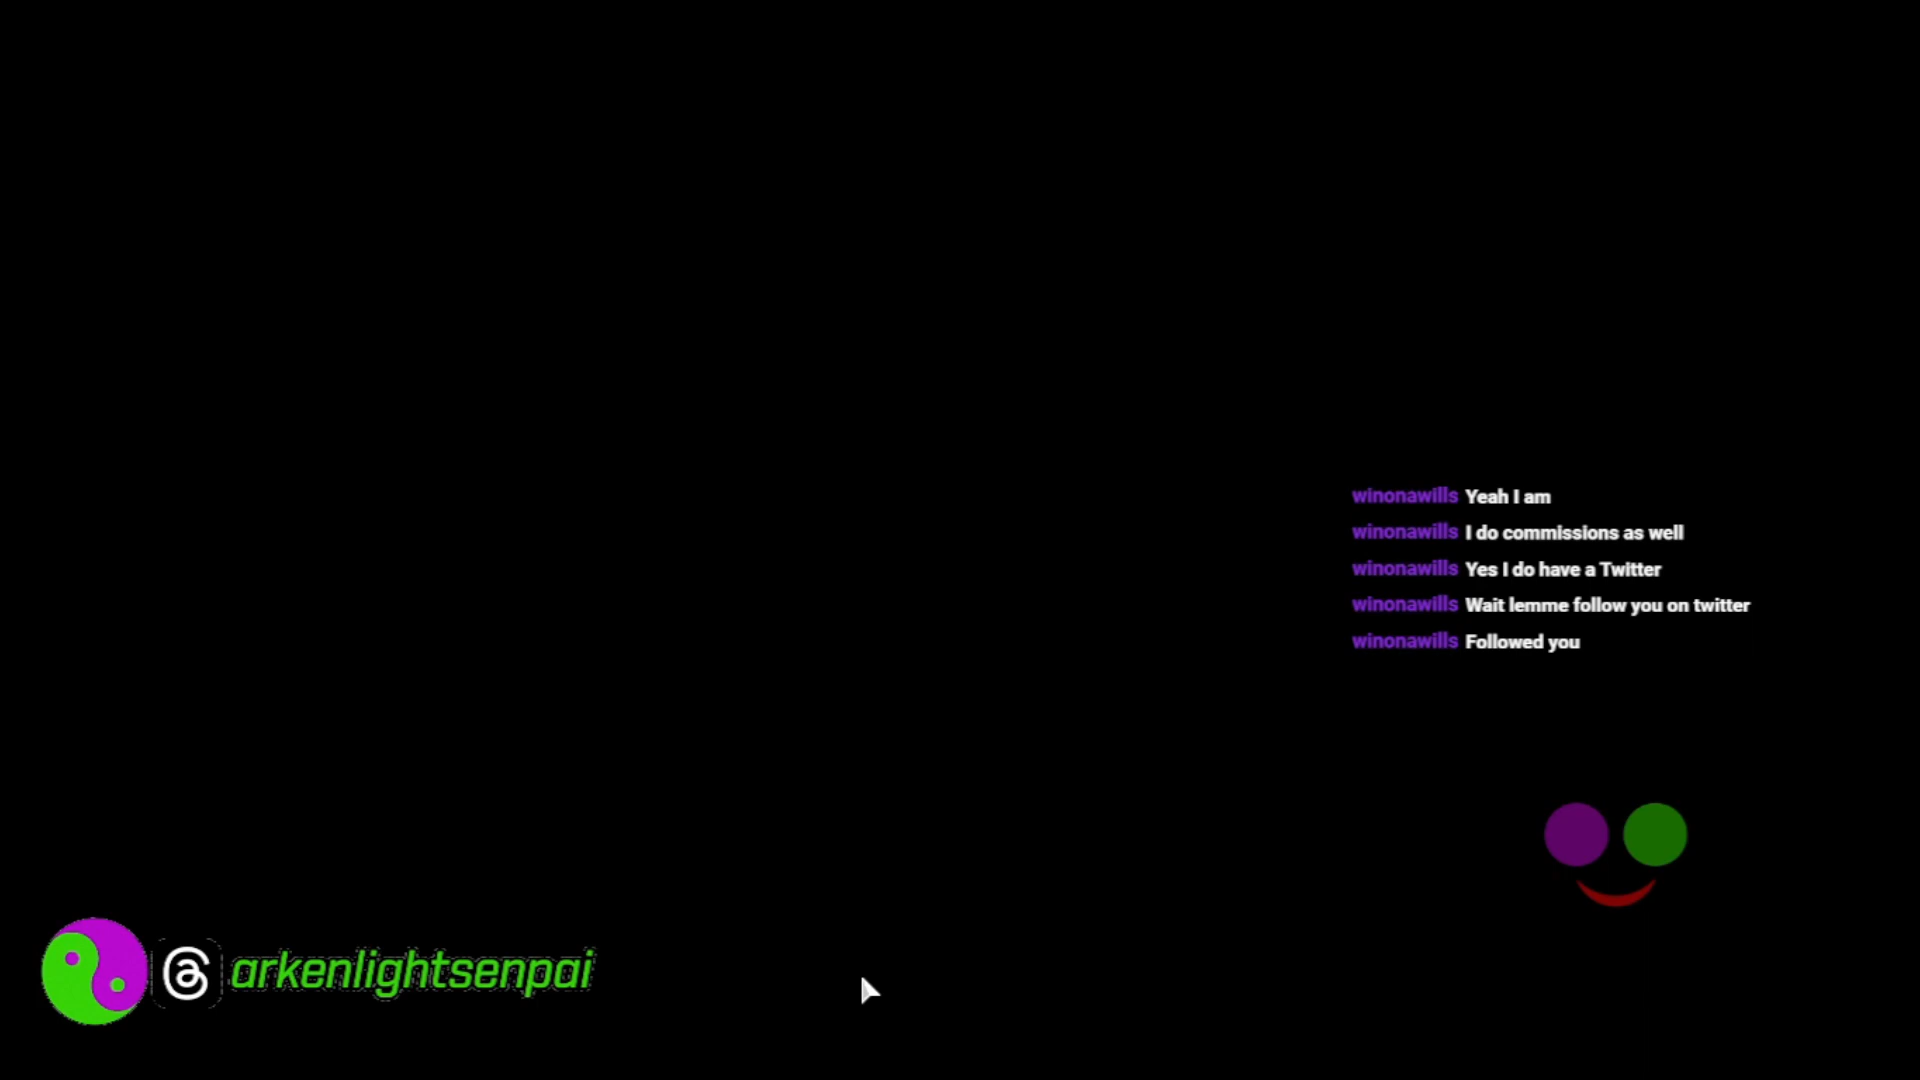 winonawills Yeah I am
winonawills I do commissions as well
winonawills Yes I do have a Twitter
winonawills Wait lemme follow you on twitter
winonawills Followed you
arkenlightsenpai